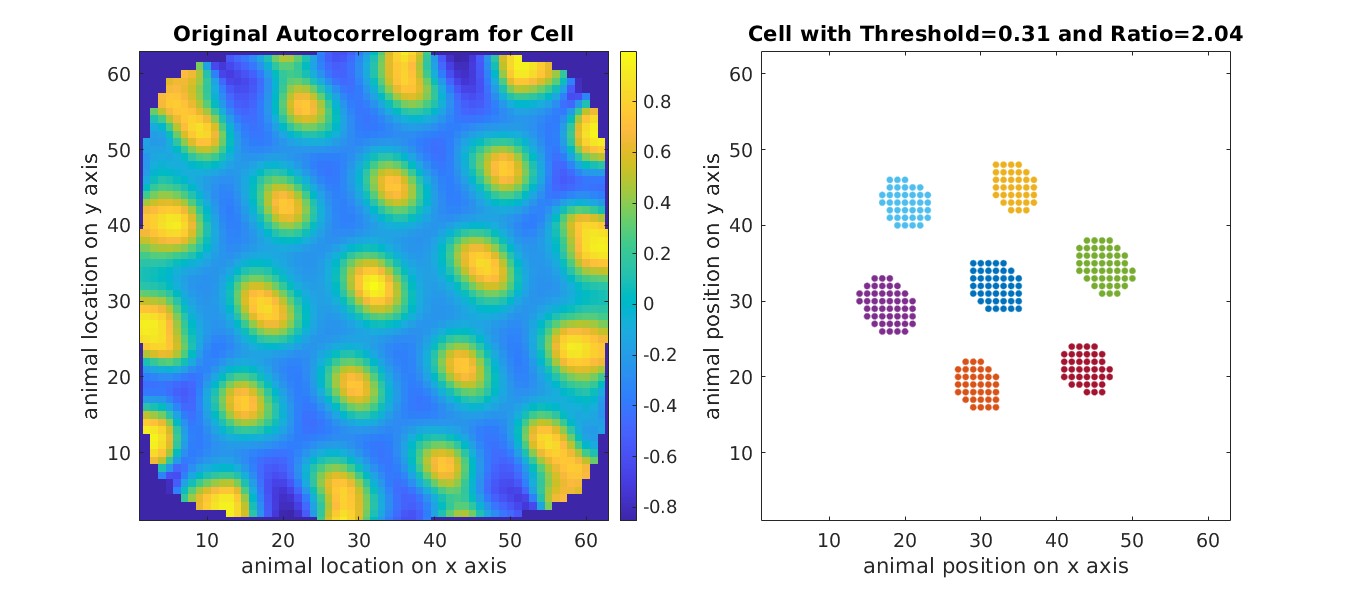 Original Autocorrelogram for Cell
animal location on y axis
60
50
40
30
20
10
10 20 30 40 50 60
animal location on x axis
0.8
0.6
0.4
0.2
0
-0.2
-0.4
-0.6
-0.8
Cell with Threshold=0.31 and Ratio=2.04
animal position on y axis
60
50
40
30
20
10
10 20 30 40 50 60
animal position on x axis